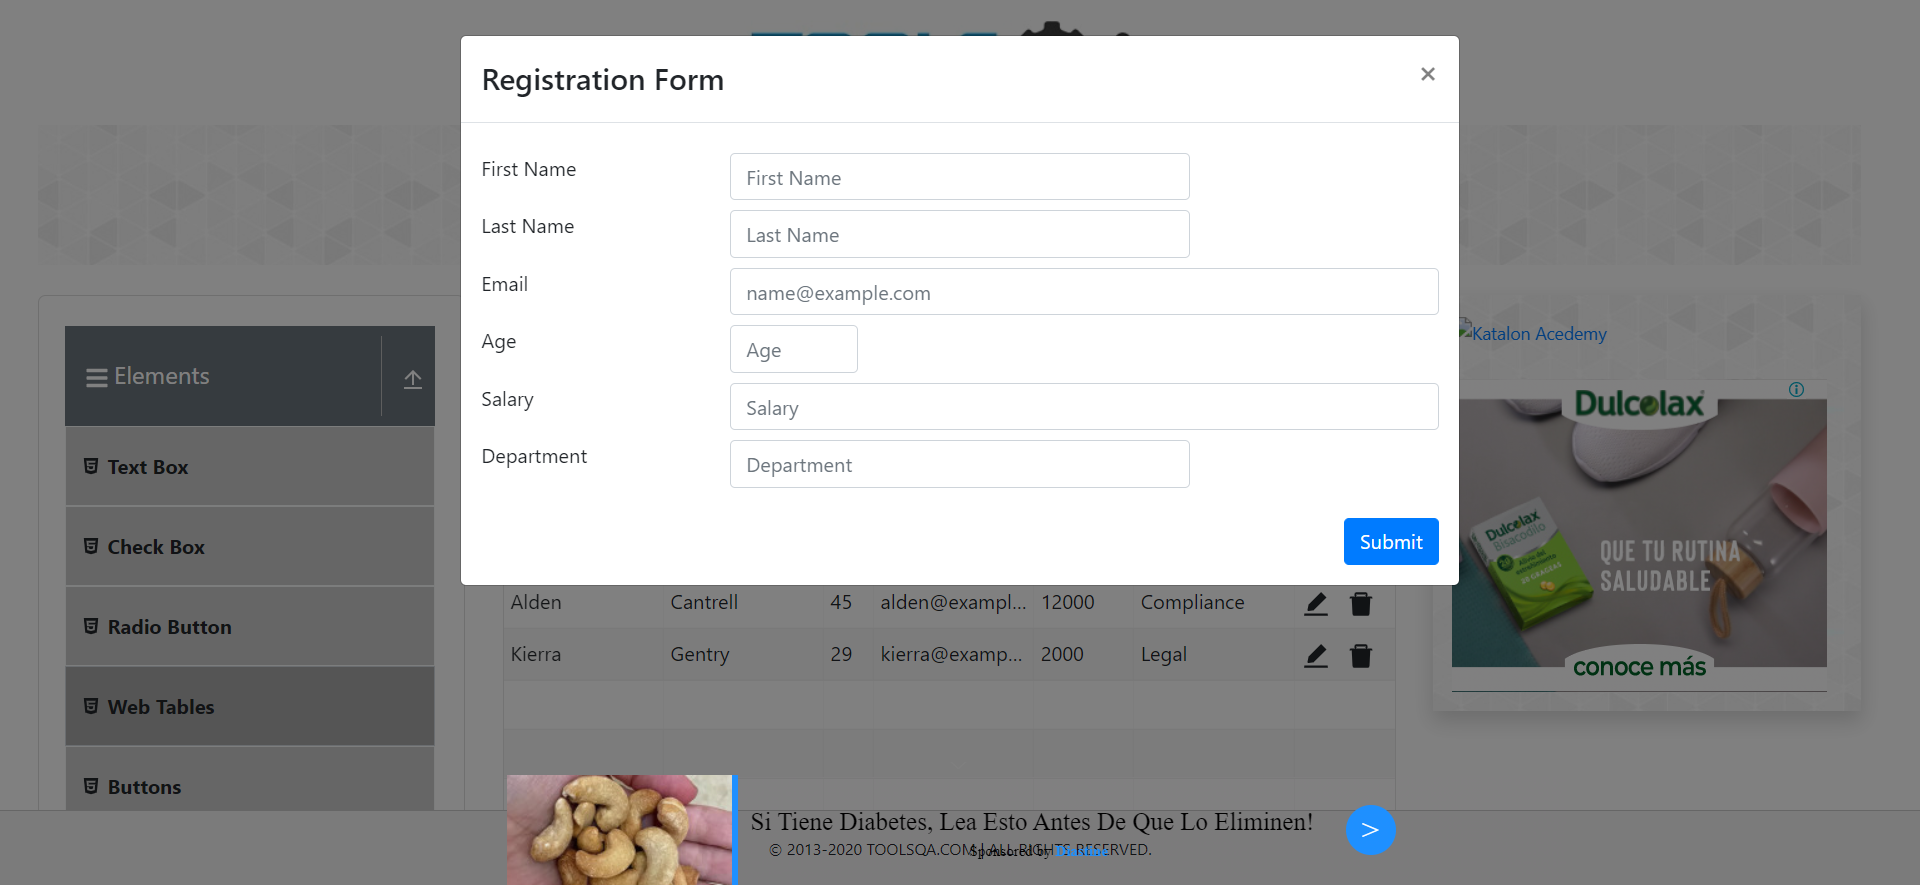 Registration Form
×
First Name
First Name
Last Name
Last Name
Email
name@example.com
Age
Age
Salary
Salary
Department
Department
Submit
Elements
Text Box
Check Box
Radio Button
Web Tables
Buttons
Alden Cantrell 45 alden@exampl... 12000 Compliance
Kierra Gentry 29 kierra@examp... 2000 Legal
Katalon Acedemy
Dulcolax
Dulcolax
Bisacodilo
QUE TU RUTINA
SALUDABLE
conoce más
Si Tiene Diabetes, Lea Esto Antes De Que Lo Eliminen!
>
© 2013-2020 TOOLSQA.COM | ALL RIGHTS RESERVED.
Sponsored by